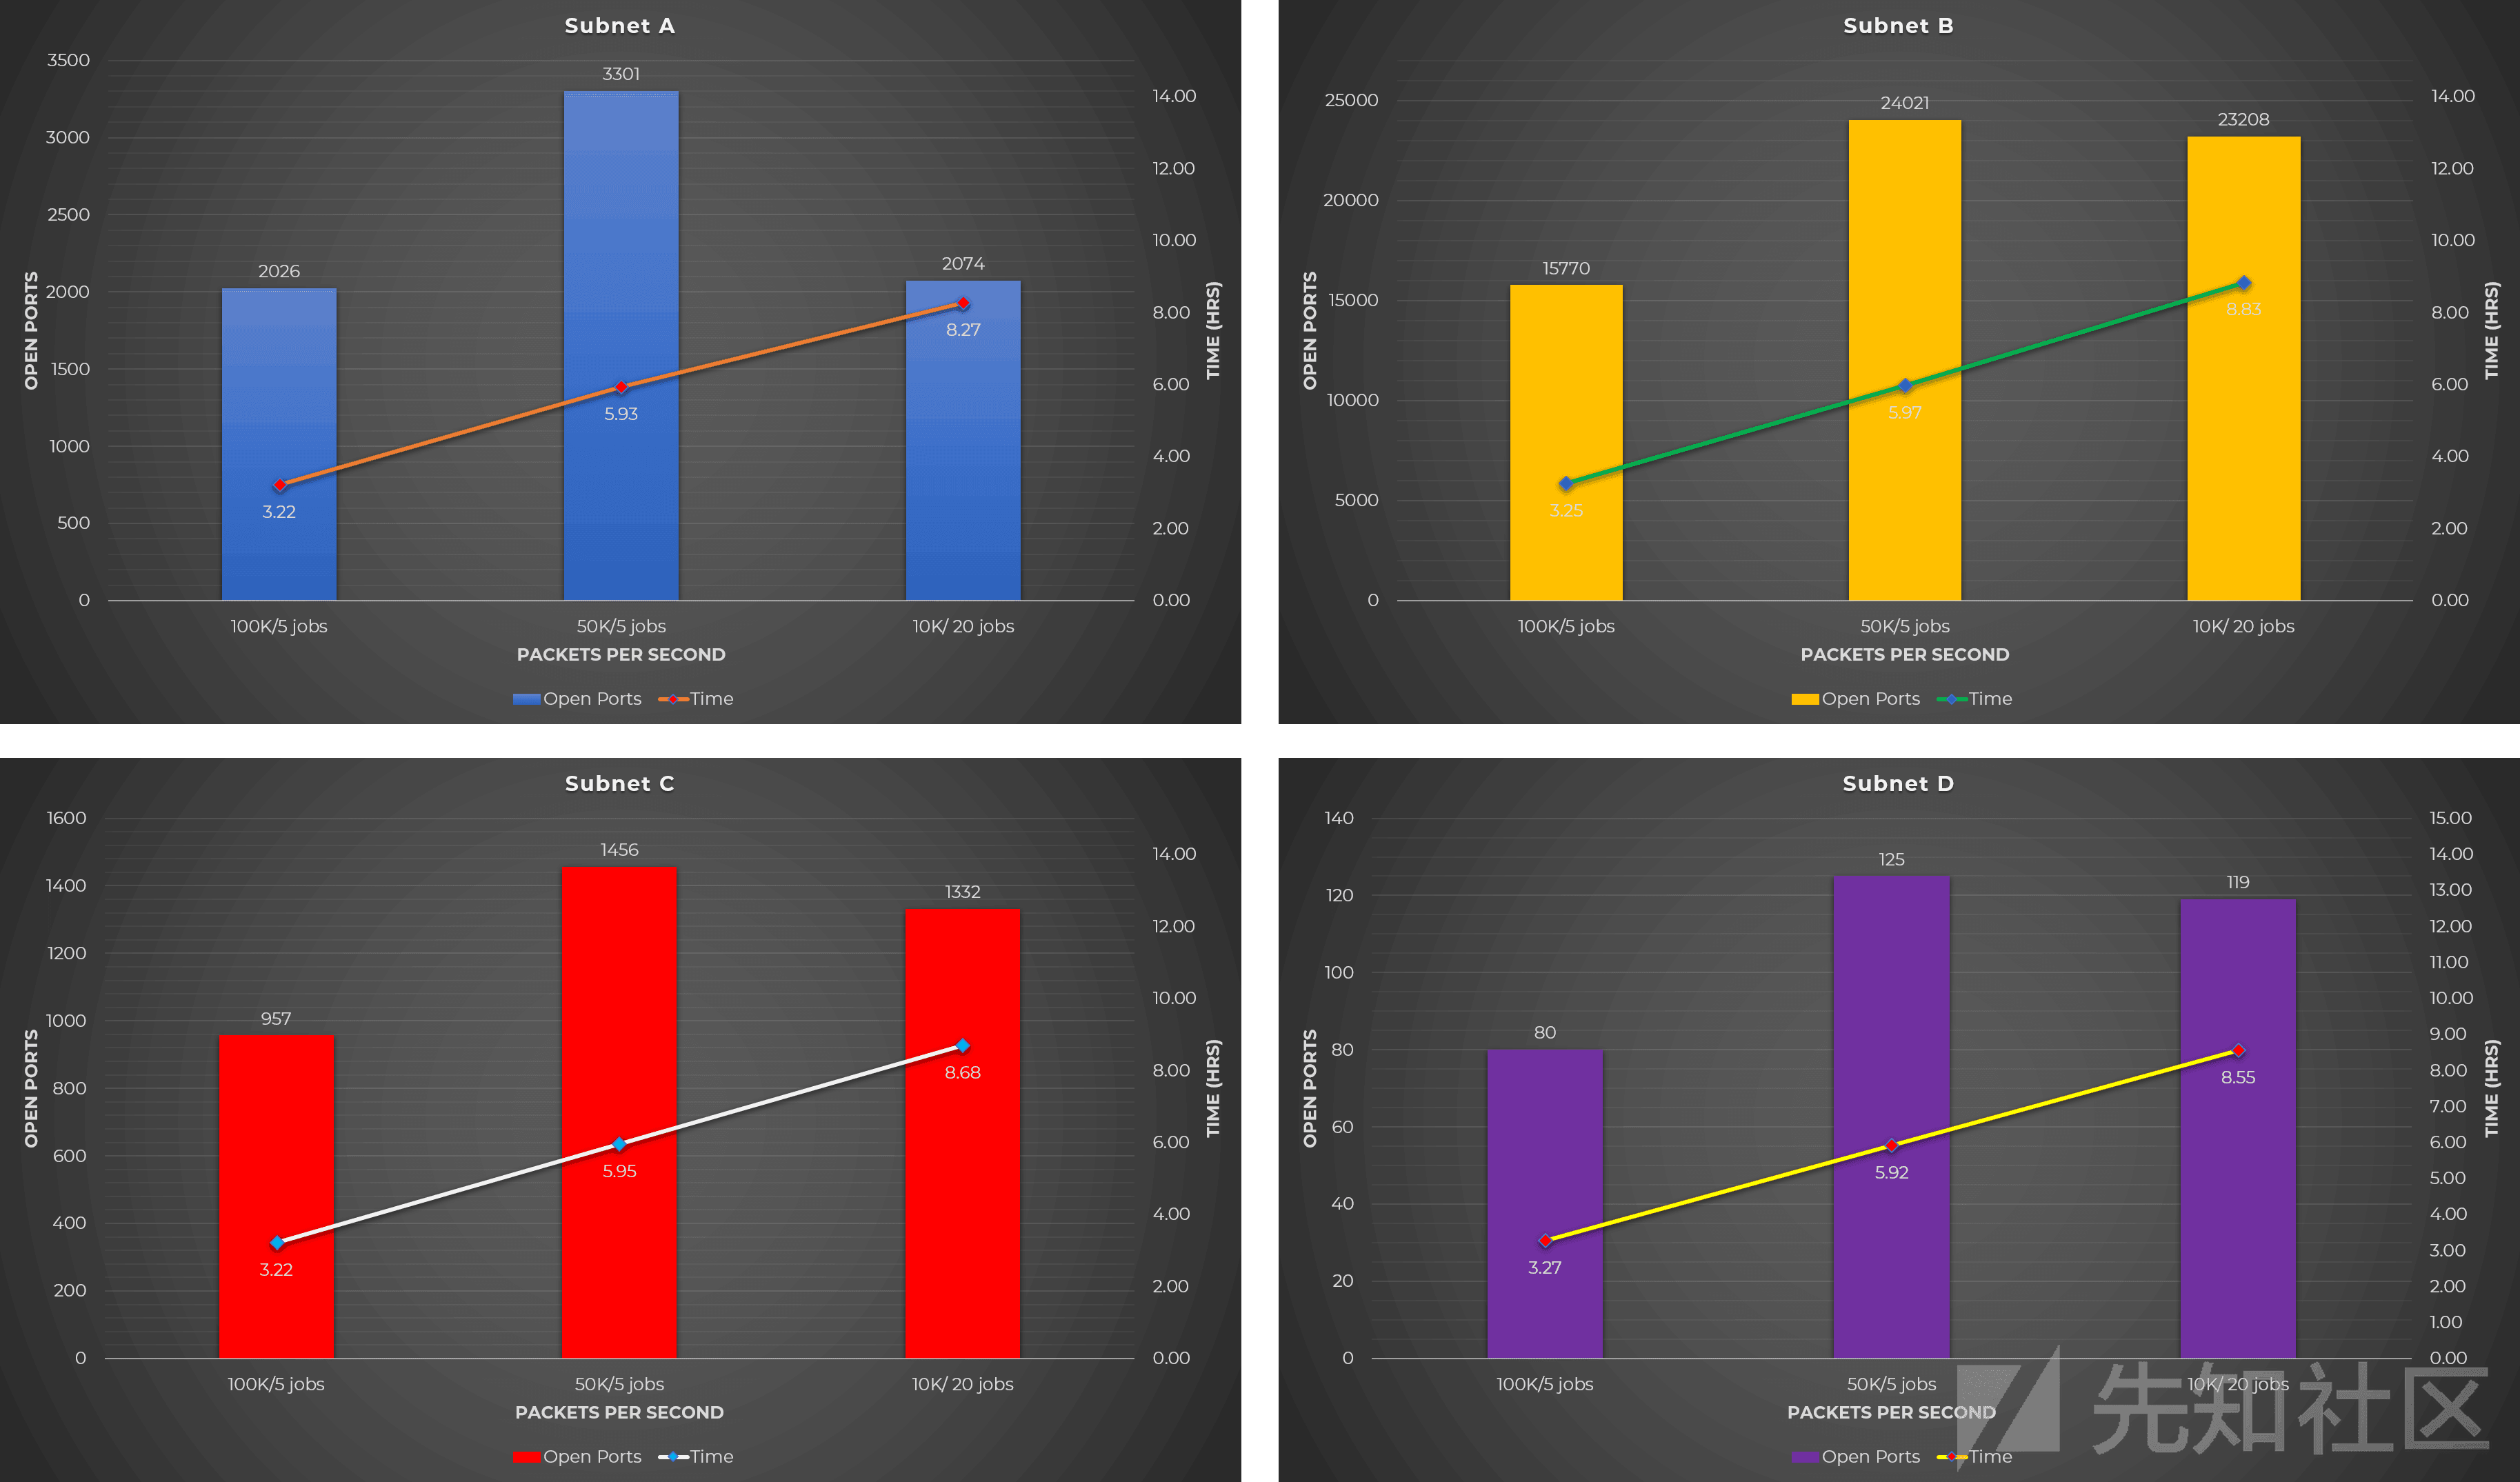 Subnet A
3500
3000
2500
2000
1500
1000
500
0
OPEN PORTS
2026
3301
2074
3.22
5.93
8.27
14.00
12.00
10.00
8.00
6.00
4.00
2.00
0.00
TIME (HRS)
100K/5 jobs
50K/5 jobs
10K/ 20 jobs
PACKETS PER SECOND
Open Ports Time
Subnet B
25000
20000
15000
10000
5000
0
OPEN PORTS
15770
24021
23208
3.25
5.97
8.83
14.00
12.00
10.00
8.00
6.00
4.00
2.00
0.00
TIME (HRS)
100K/5 jobs
50K/5 jobs
10K/ 20 jobs
PACKETS PER SECOND
Open Ports Time
Subnet C
1600
1400
1200
1000
800
600
400
200
0
OPEN PORTS
957
1456
1332
3.22
5.95
8.68
14.00
12.00
10.00
8.00
6.00
4.00
2.00
0.00
TIME (HRS)
100K/5 jobs
50K/5 jobs
10K/ 20 jobs
PACKETS PER SECOND
Open Ports Time
Subnet D
140
120
100
80
60
40
20
0
OPEN PORTS
80
125
119
3.27
5.92
8.55
15.00
14.00
13.00
12.00
11.00
10.00
9.00
8.00
7.00
6.00
5.00
4.00
3.00
2.00
1.00
0.00
TIME (HRS)
100K/5 jobs
50K/5 jobs
10K/ 20 jobs
PACKETS PER SECOND
Open Ports Time
先知社区